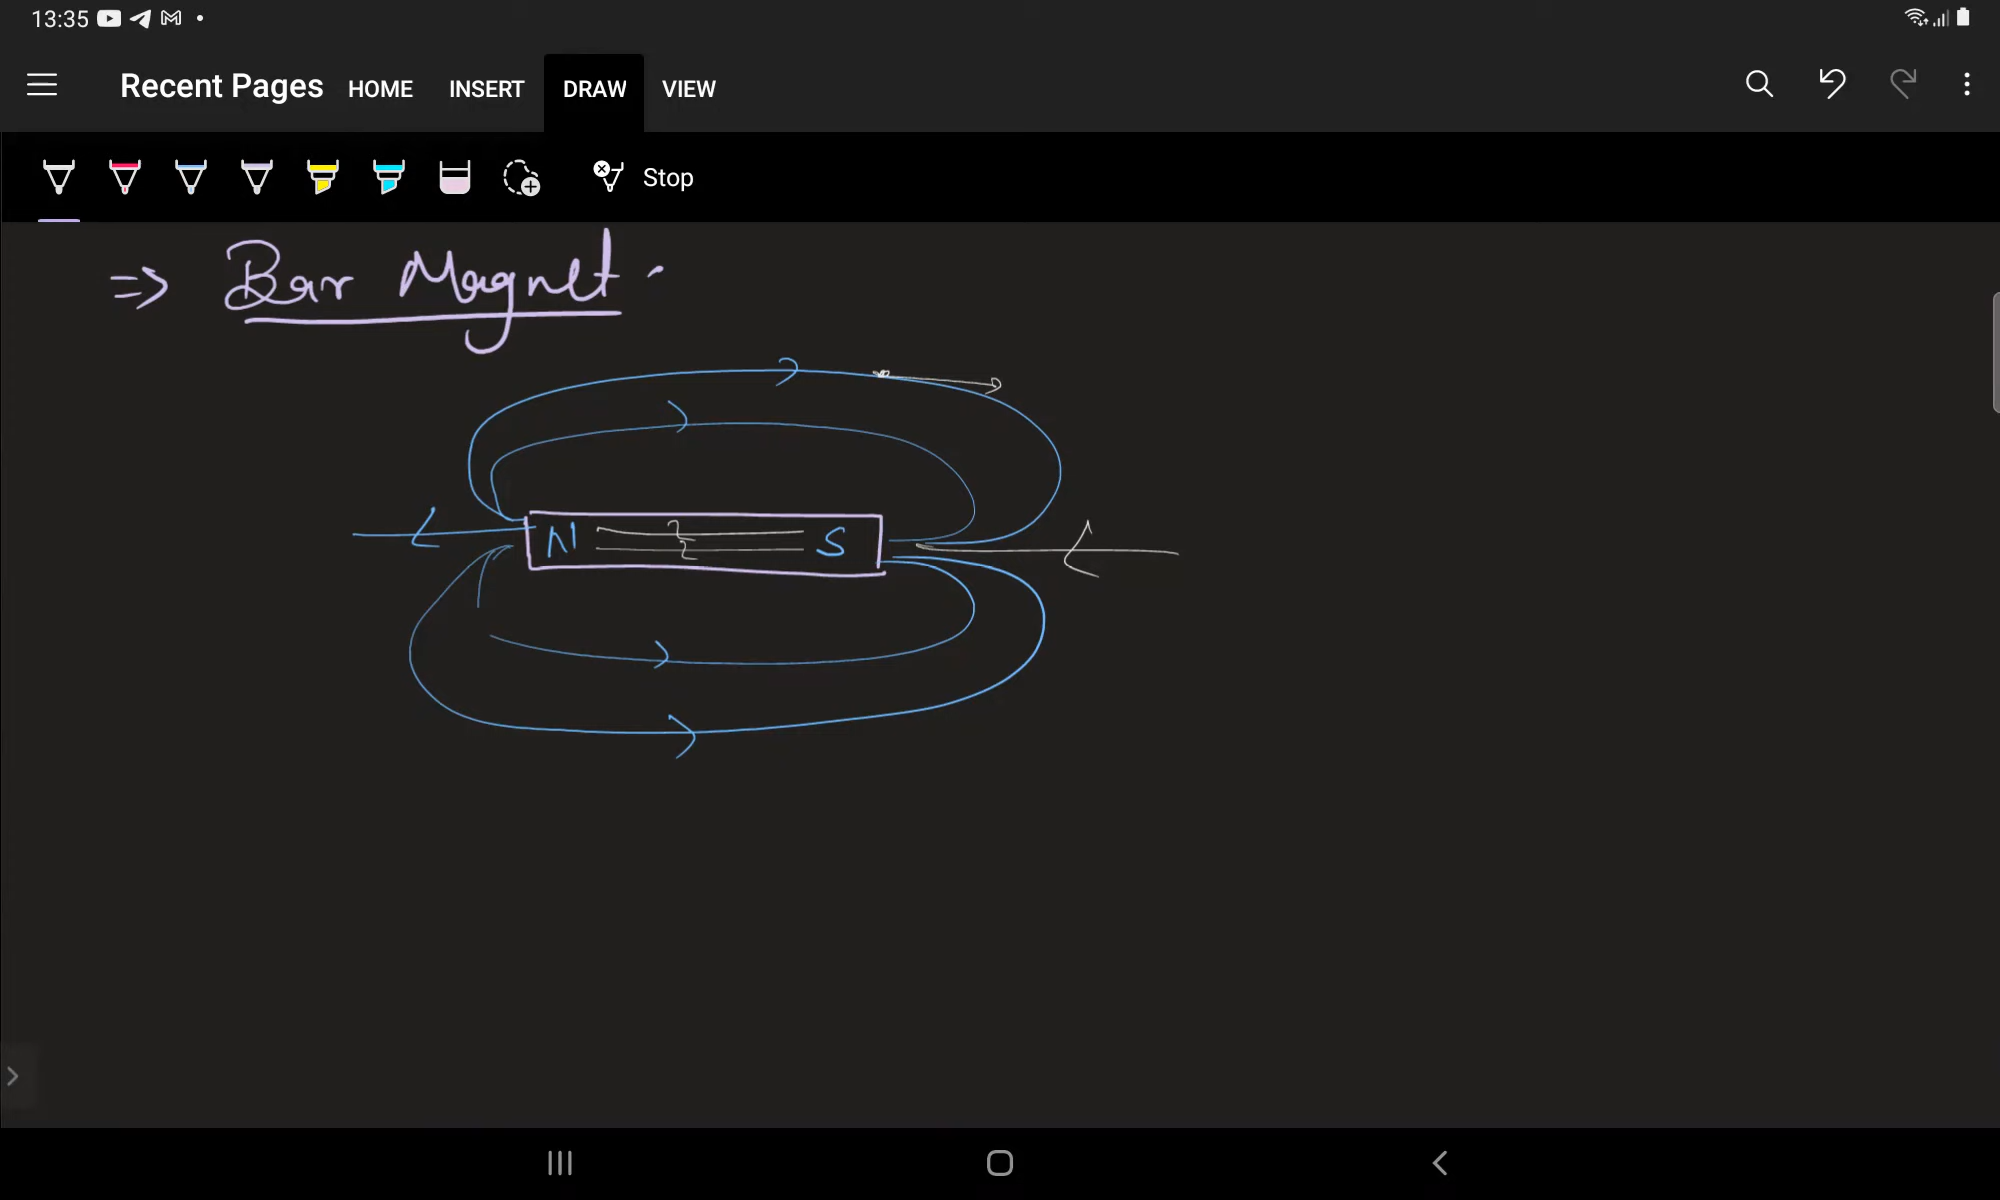 13:35
Recent Pages HOME INSERT DRAW VIEW
Stop
=> Bar Magnet -
N S